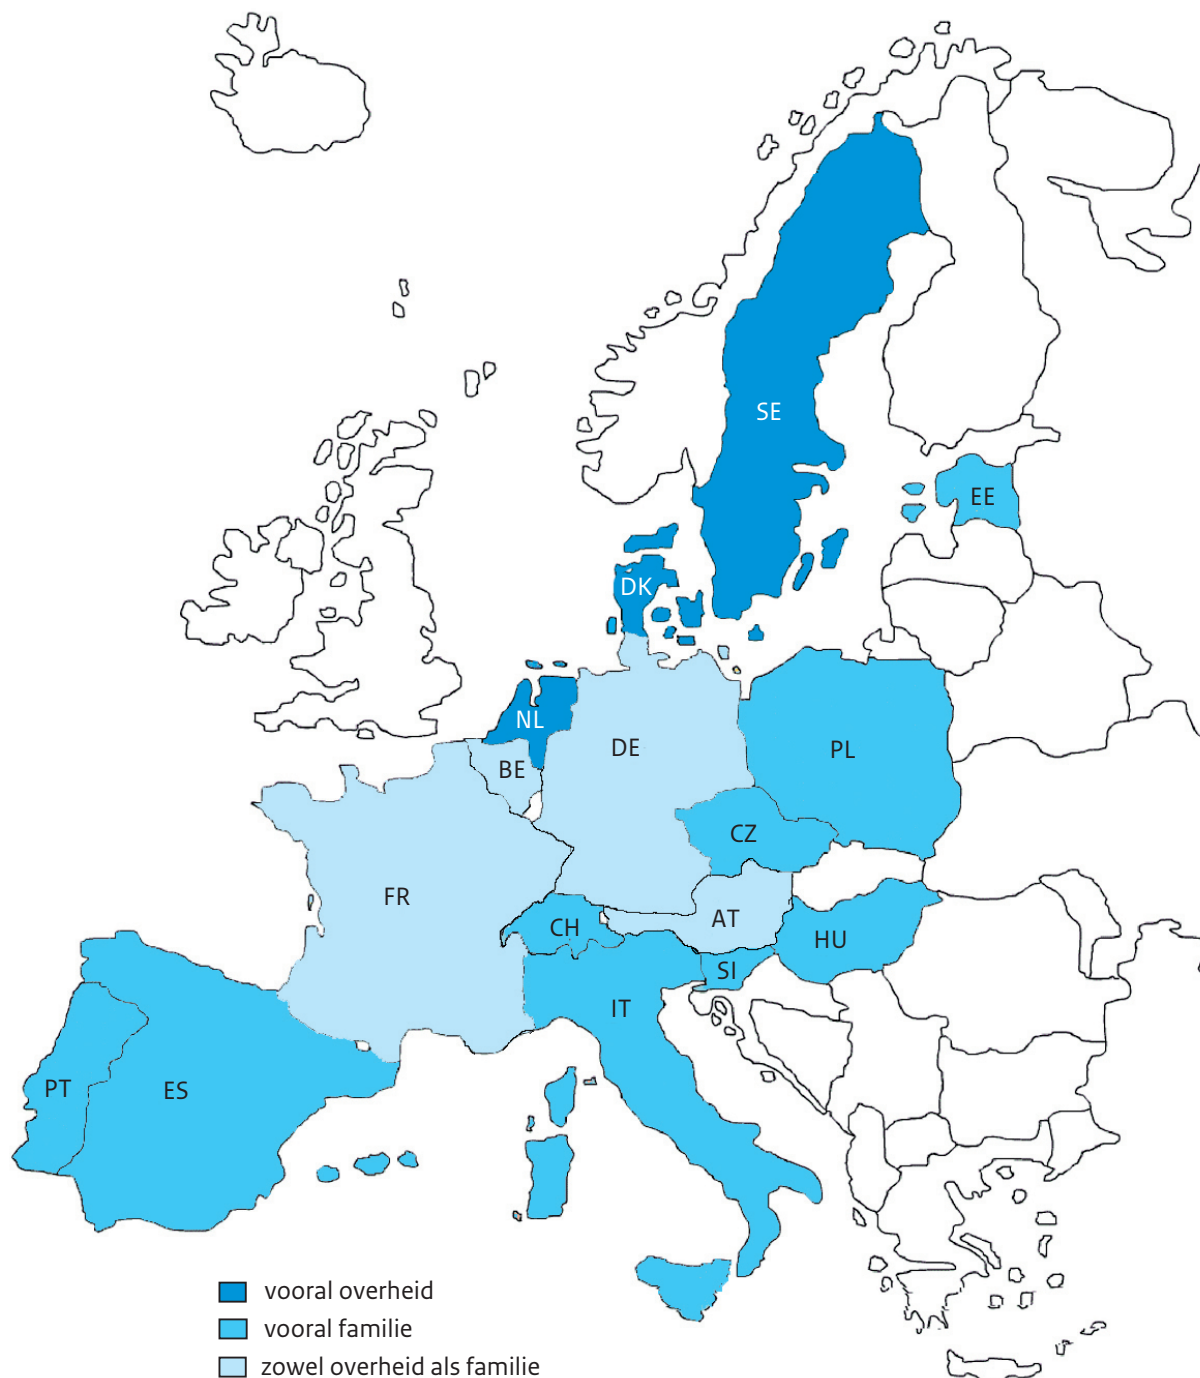 SE
EE
DK
NL
DE
PL
BE
CZ
FR
AT
CH
HU
SI
IT
PT
ES
vooral overheid
vooral familie
zowel overheid als familie